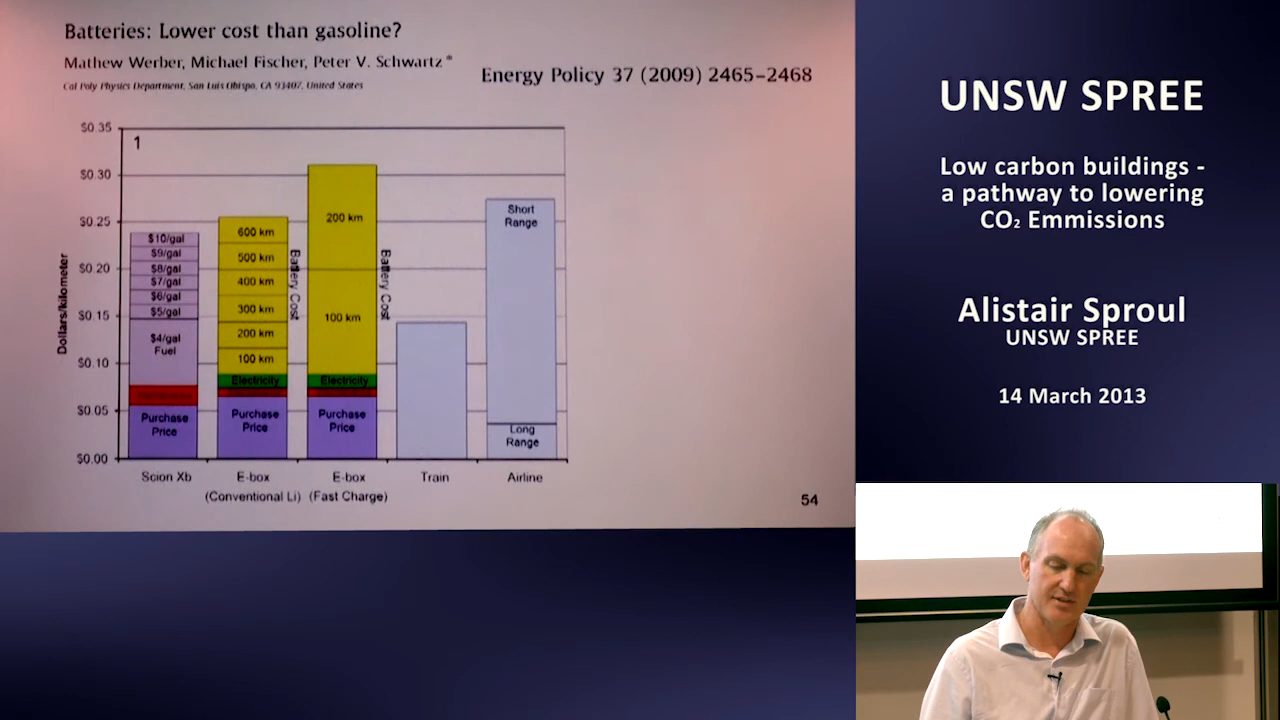 Batteries: Lower cost than gasoline?
Mathew Werber, Michael Fischer, Peter V. Schwartz *
Cal Poly Physics Department, San Luis Obispo, CA 93407, United States
Energy Policy 37 (2009) 2465–2468
$0.35
$0.30
$0.25
$0.20
$0.15
$0.10
$0.05
$0.00
Dollars/kilometer
1
$10/gal
$9/gal
$8/gal
$7/gal
$6/gal
$5/gal
$4/gal
Fuel
Purchase
Price
600 km
500 km
400 km
300 km
200 km
100 km
Electricity
Purchase
Price
Battery Cost
200 km
100 km
Electricity
Purchase
Price
Battery Cost
Short
Range
Long
Range
Scion Xb
E-box
(Conventional Li)
E-box
(Fast Charge)
Train
Airline
54
UNSW SPREE
Low carbon buildings -
a pathway to lowering
CO₂ Emmissions
Alistair Sproul
UNSW SPREE
14 March 2013